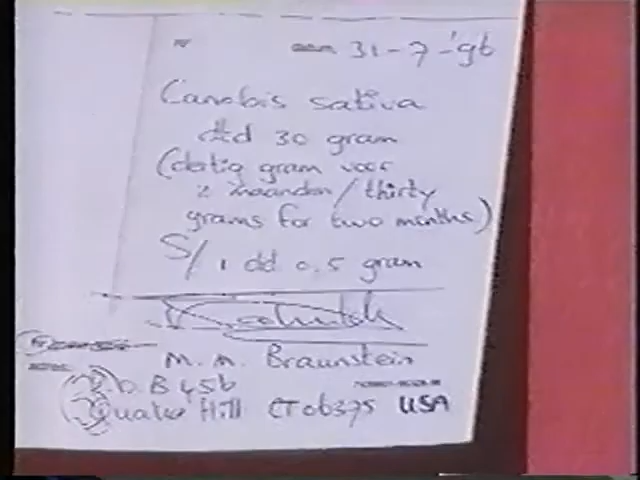 31-7-'96
Canabis sativa
dtd 30 gram
(dertig gram voor
2 maanden/thirty
grams for two months)
S/ 1 dd 0,5 gram
M. M. Braunstein
P.O. B 456
Quaker Hill CT 06375 USA